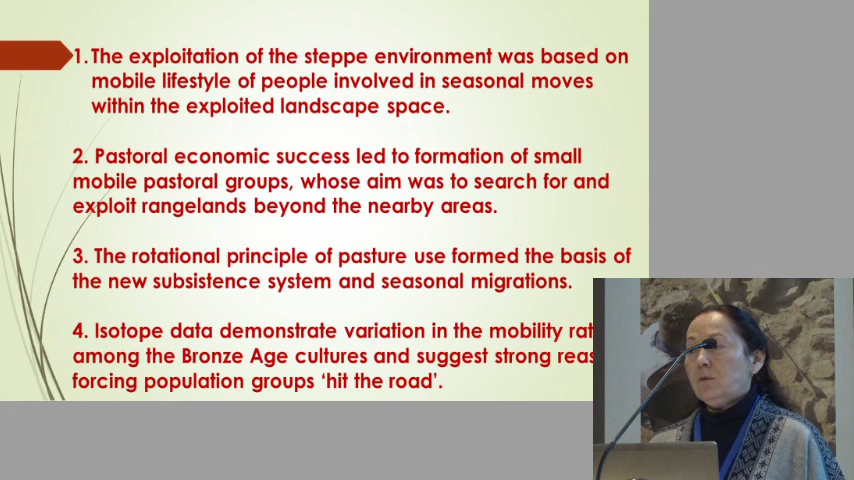 1. The exploitation of the steppe environment was based on
mobile lifestyle of people involved in seasonal moves
within the exploited landscape space.
2. Pastoral economic success led to formation of small
mobile pastoral groups, whose aim was to search for and
exploit rangelands beyond the nearby areas.
3. The rotational principle of pasture use formed the basis of
the new subsistence system and seasonal migrations.
4. Isotope data demonstrate variation in the mobility
among the Bronze Age cultures and suggest strong
forcing population groups ‘hit the road’.